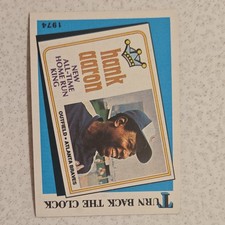 1974
NEW
ALL-TIME
HOME RUN
KING
hank
aaron
OUTFIELD • ATLANTA BRAVES
TURN BACK THE CLOCK